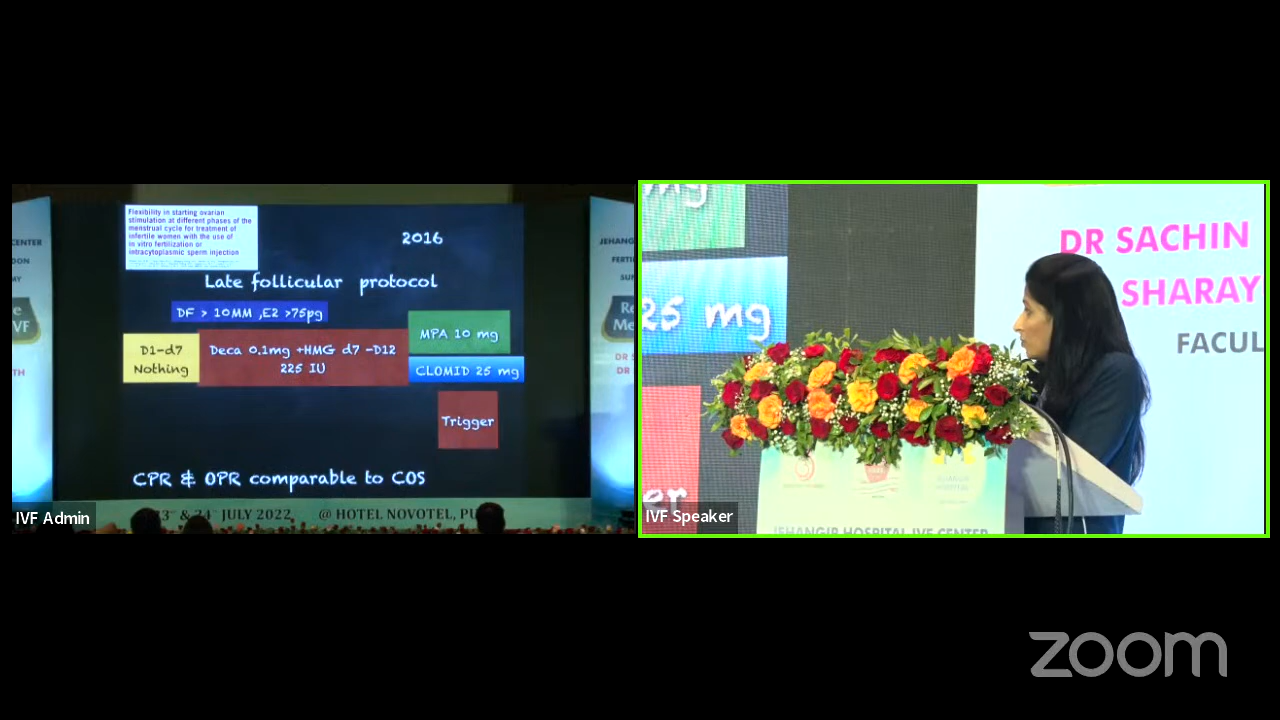 Flexibility in starting ovarian
stimulation at different phases of the
menstrual cycle for treatment of
infertile women with the use of
in vitro fertilization or
intracytoplasmic sperm injection
2016
Late follicular protocol
DF > 10MM ,E2 >75pg
D1-d7
Nothing
Deca 0.1mg +HMG d7 -D12
225 IU
MPA 10 mg
CLOMID 25 mg
Trigger
CPR & OPR comparable to COS
JULY 2022
@ HOTEL NOVOTEL, PU
IVF Admin
mg
25 mg
or
DR SACHIN
SHARAY
FACUL
JEHANGIR HOSPITAL IVF CENTER
IVF Speaker
zoom